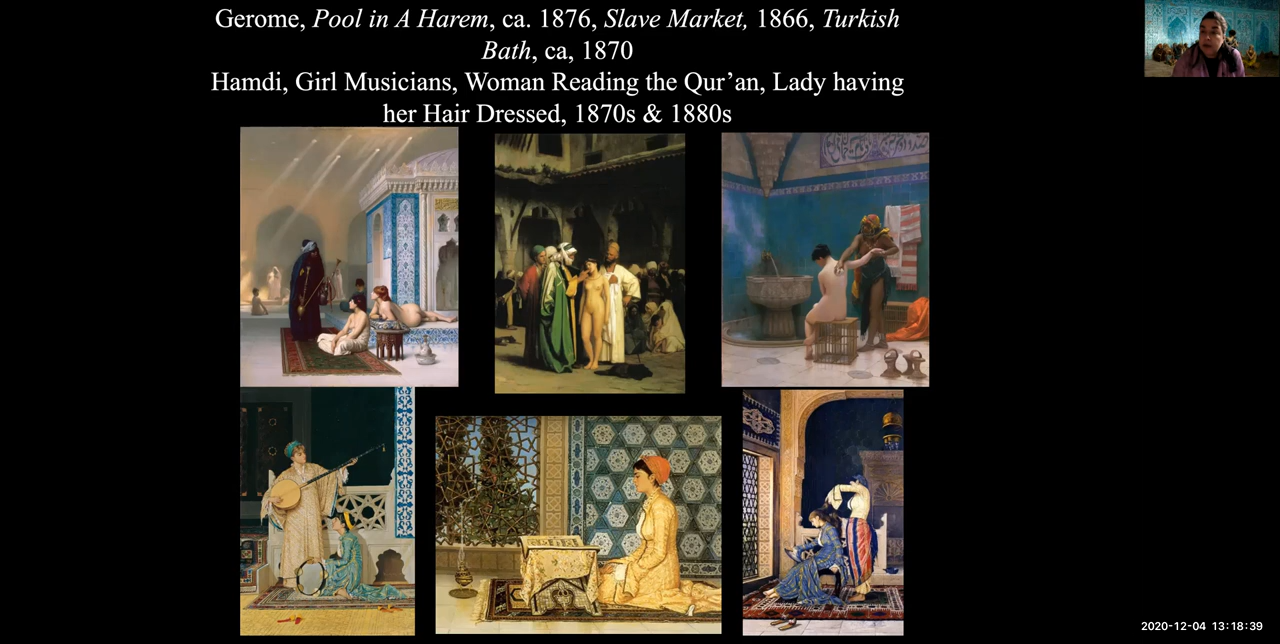 Gerome, Pool in A Harem, ca. 1876, Slave Market, 1866, Turkish
Bath, ca, 1870
Hamdi, Girl Musicians, Woman Reading the Qur’an, Lady having
her Hair Dressed, 1870s & 1880s
2020-12-04 13:18:39